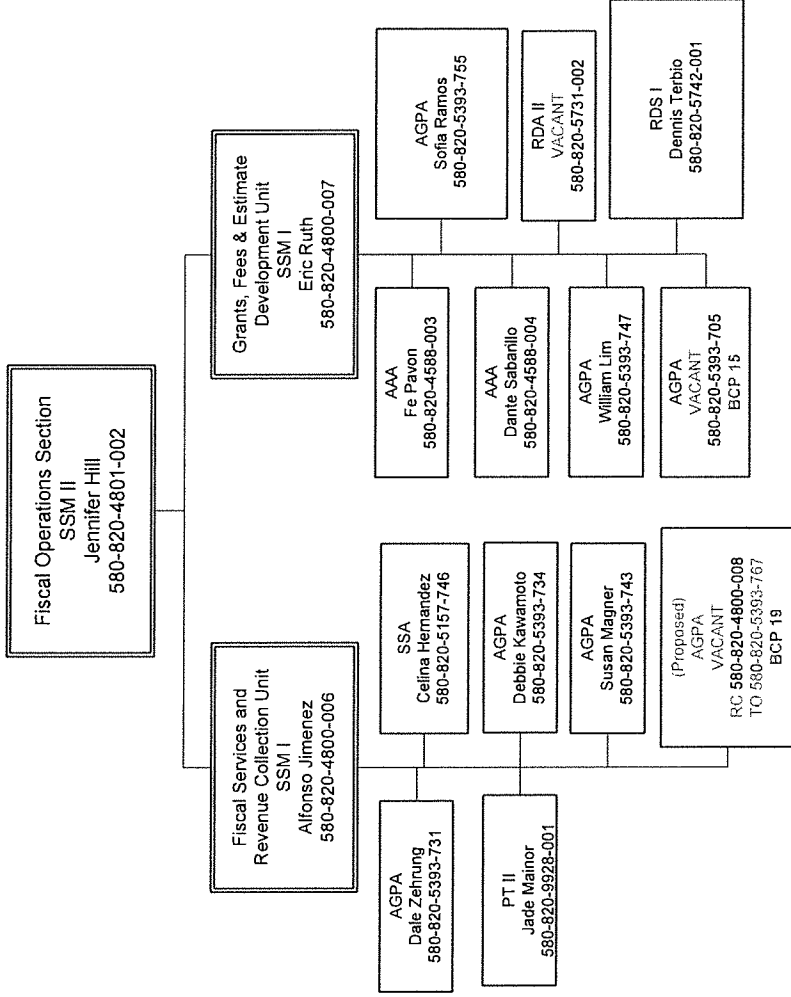 Fiscal Operations Section
SSM II
Jennifer Hill
580-820-4801-002
Fiscal Services and
Revenue Collection Unit
SSM I
Alfonso Jimenez
580-820-4800-006
AGPA
Dale Zehrung
580-820-5393-731
PT II
Jade Mainor
580-820-9928-001
SSA
Celina Hernandez
580-820-5157-746
AGPA
Debbie Kawamoto
580-820-5393-734
AGPA
Susan Magner
580-820-5393-743
(Proposed)
AGPA
VACANT
RC 580-820-4800-008
TO 580-820-5393-767
BCP 19
Grants, Fees & Estimate
Development Unit
SSM I
Eric Ruth
580-820-4800-007
AAA
Fe Pavon
580-820-4588-003
AAA
Dante Sabarillo
580-820-4588-004
AGPA
William Lim
580-820-5393-747
AGPA
VACANT
580-820-5393-705
BCP 15
AGPA
Sofia Ramos
580-820-5393-755
RDA II
VACANT
580-820-5731-002
RDS I
Dennis Terbio
580-820-5742-001